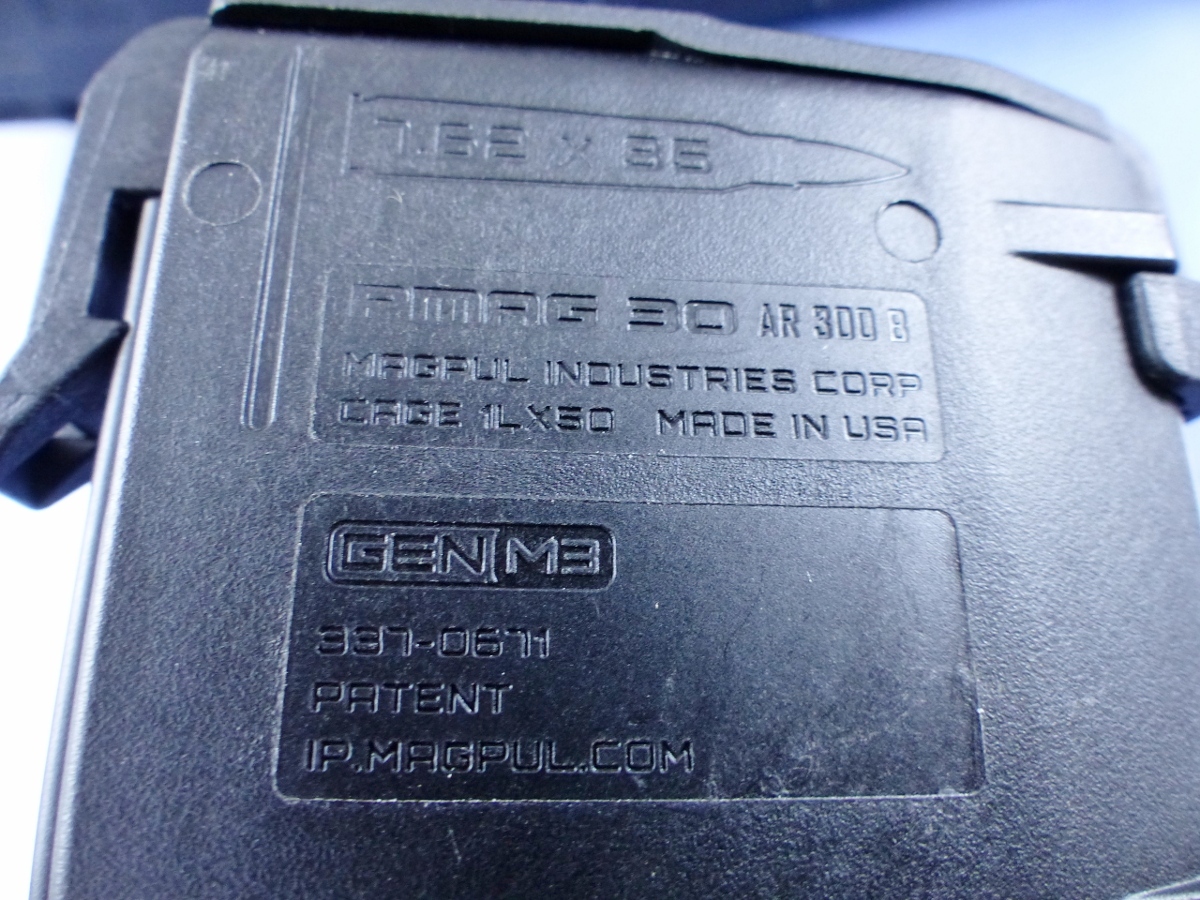 7.62 x 35
PMAG 30 AR 300 B
MAGPUL INDUSTRIES CORP
CAGE 1LX50 MADE IN USA
GEN M3
337-0671
PATENT
IP.MAGPUL.COM